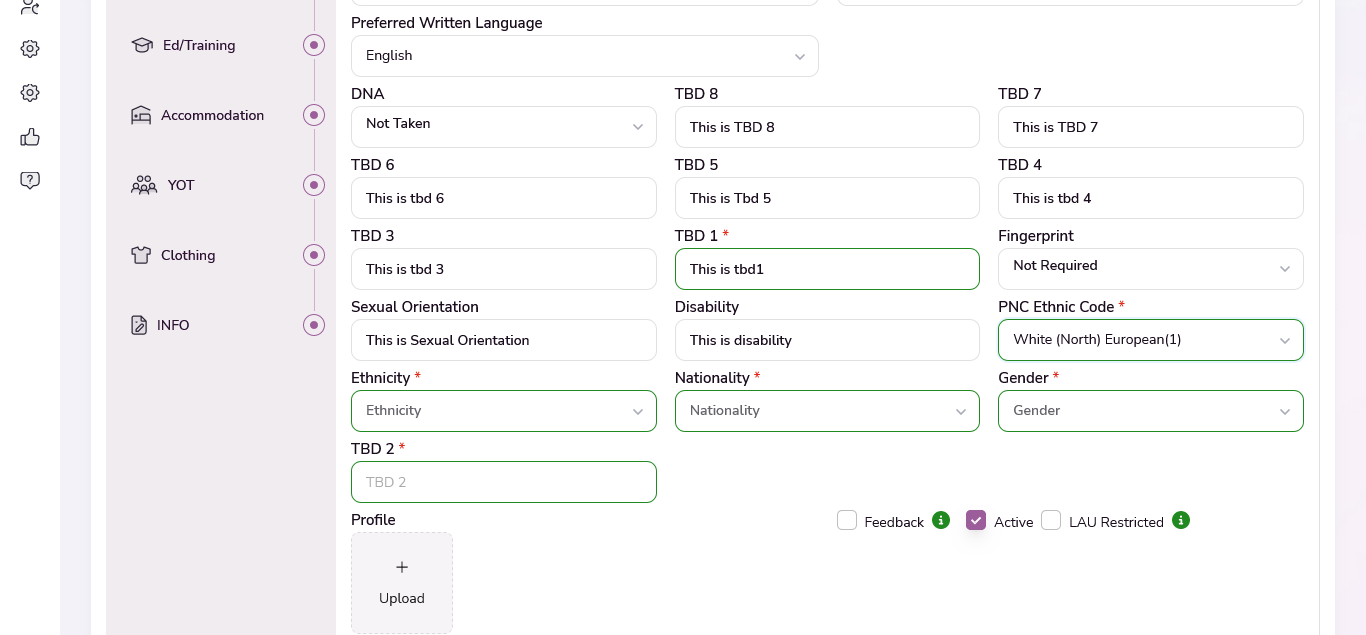 Ed/Training
Accommodation
YOT
Clothing
INFO
Preferred Written Language
English
DNA TBD 8 TBD 7
Not Taken This is TBD 8 This is TBD 7
TBD 6 TBD 5 TBD 4
This is tbd 6 This is Tbd 5 This is tbd 4
TBD 3 TBD 1 * Fingerprint
This is tbd 3 This is tbd1 Not Required
Sexual Orientation Disability PNC Ethnic Code *
This is Sexual Orientation This is disability White (North) European(1)
Ethnicity * Nationality * Gender *
Ethnicity Nationality Gender
TBD 2 *
TBD 2
Profile Feedback Active LAU Restricted
+
Upload